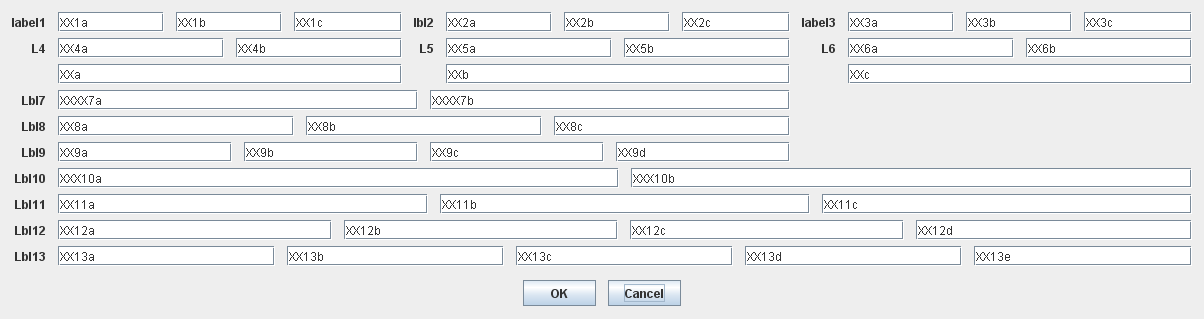 label1 XX1a XX1b XX1c lbl2 XX2a XX2b XX2c label3 XX3a XX3b XX3c
L4 XX4a XX4b L5 XX5a XX5b L6 XX6a XX6b
XXa XXb XXc
Lbl7 XXXX7a XXXX7b
Lbl8 XX8a XX8b XX8c
Lbl9 XX9a XX9b XX9c XX9d
Lbl10 XXX10a XXX10b
Lbl11 XX11a XX11b XX11c
Lbl12 XX12a XX12b XX12c XX12d
Lbl13 XX13a XX13b XX13c XX13d XX13e
OK Cancel